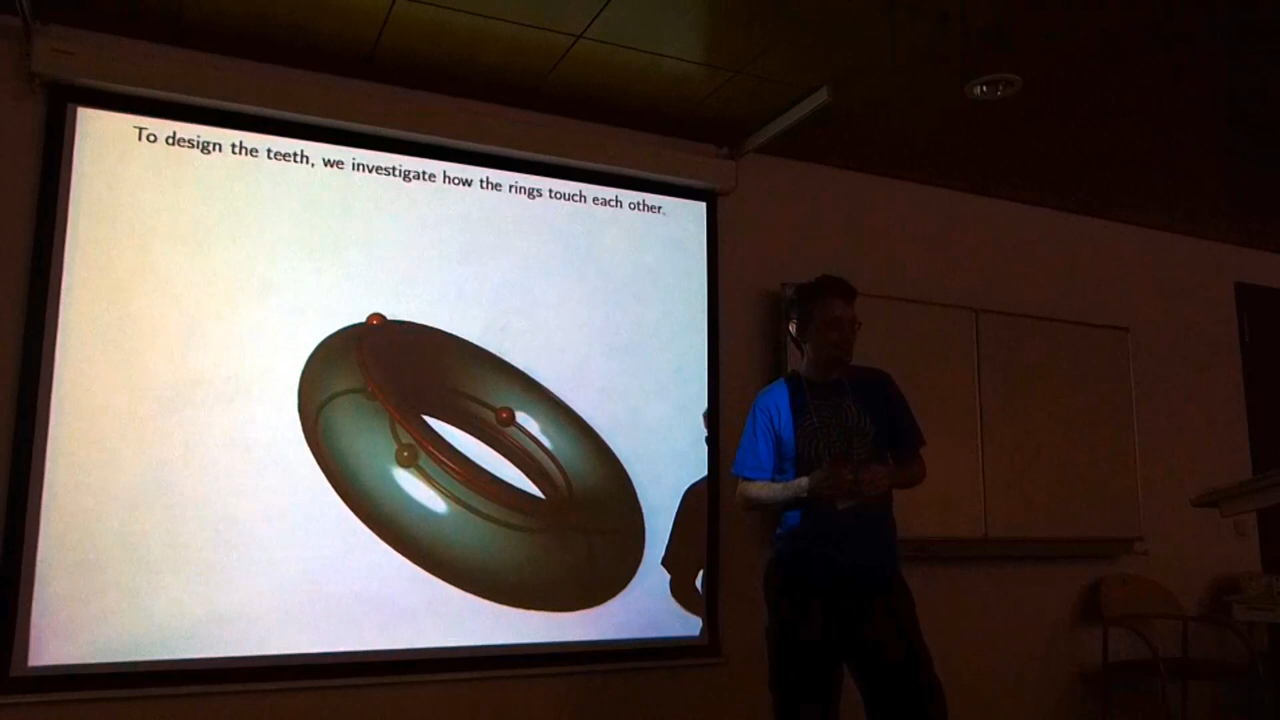 To design the teeth, we investigate how the rings touch each other.